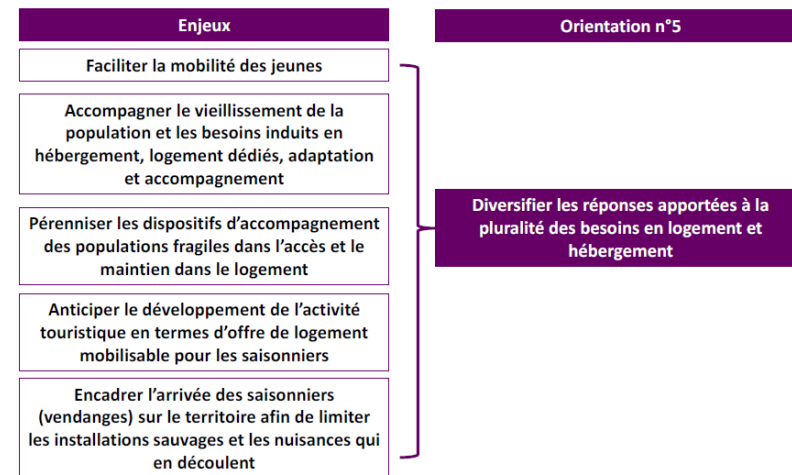 Enjeux
Faciliter la mobilité des jeunes
Accompagner le vieillissement de la
population et les besoins induits en
hébergement, logement dédiés, adaptation
et accompagnement
Pérenniser les dispositifs d’accompagnement
des populations fragiles dans l’accès et le
maintien dans le logement
Anticiper le développement de l’activité
touristique en termes d’offre de logement
mobilisable pour les saisonniers
Encadrer l’arrivée des saisonniers
(vendanges) sur le territoire afin de limiter
les installations sauvages et les nuisances qui
en découlent
Orientation n°5
Diversifier les réponses apportées à la
pluralité des besoins en logement et
hébergement